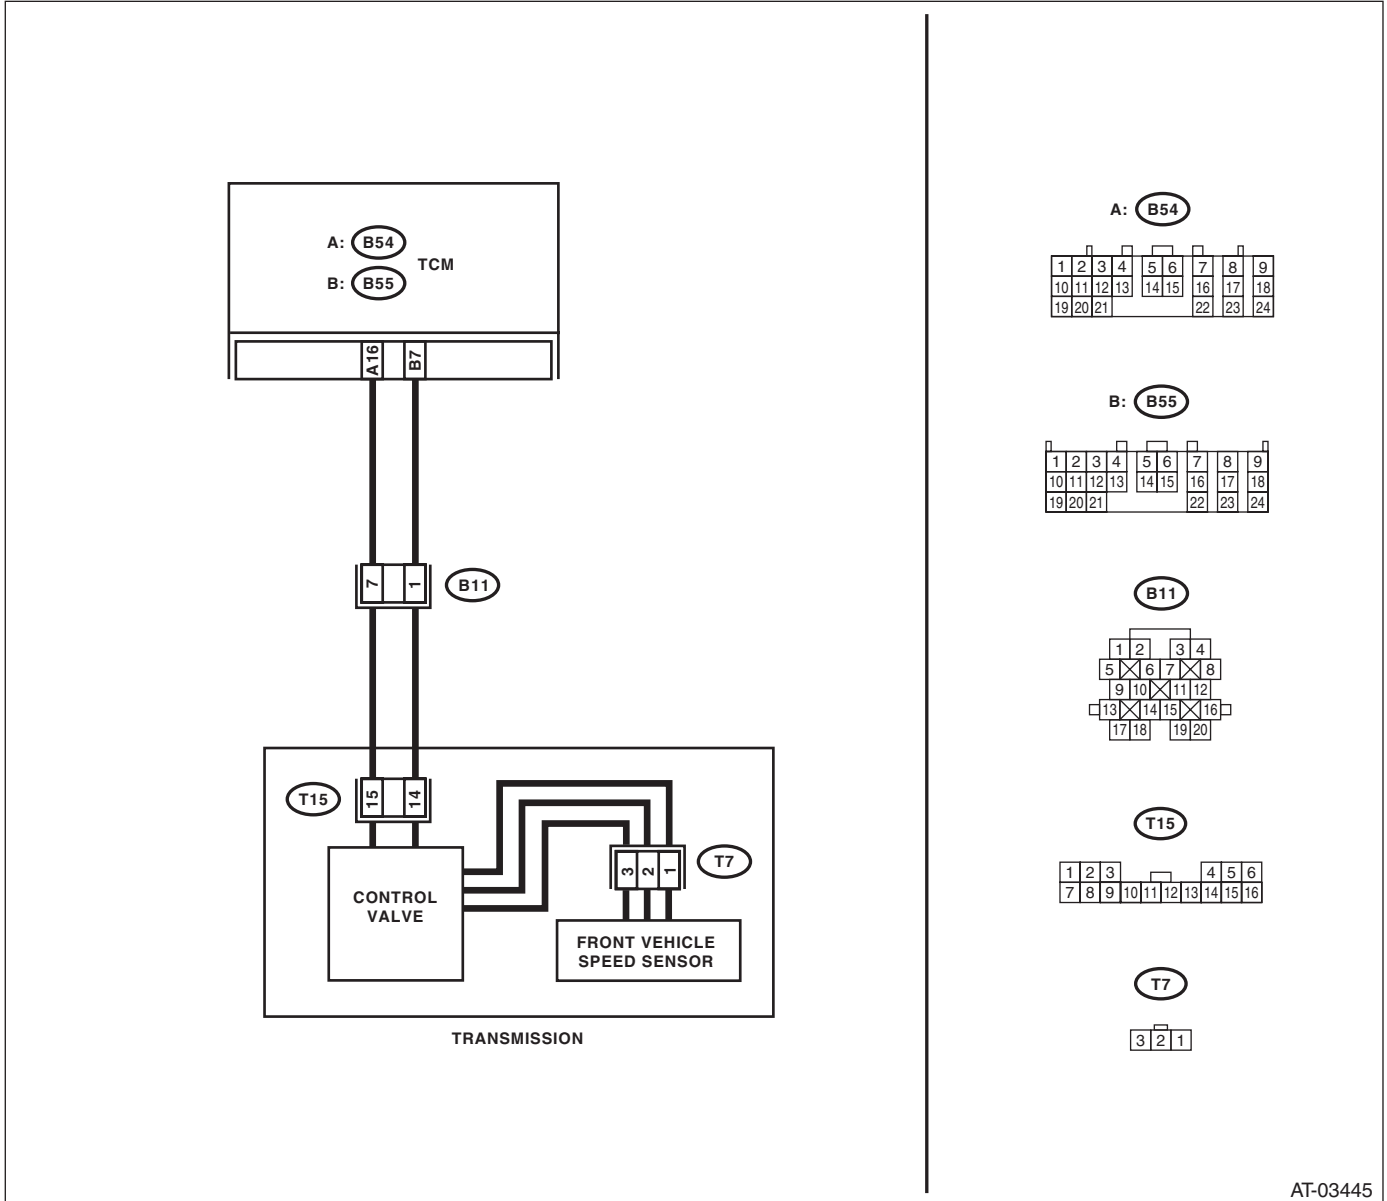 A: B54
TCM
B: B55
A16 B7
7 1 B11
T15 15 14
3 2 1 T7
CONTROL
VALVE
FRONT VEHICLE
SPEED SENSOR
TRANSMISSION
A: B54
1 2 3 4 5 6 7 8 9
10 11 12 13 14 15 16 17 18
19 20 21 22 23 24
B: B55
1 2 3 4 5 6 7 8 9
10 11 12 13 14 15 16 17 18
19 20 21 22 23 24
B11
1 2 3 4
5 6 7 8
9 10 11 12
13 14 15 16
17 18 19 20
T15
1 2 3 4 5 6
7 8 9 10 11 12 13 14 15 16
T7
3 2 1
AT-03445